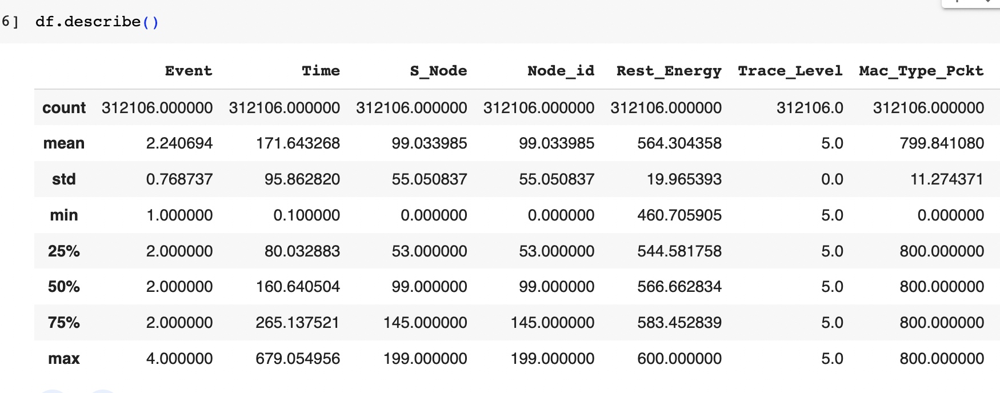 6] df.describe()
Event Time S_Node Node_id Rest_Energy Trace_Level Mac_Type_Pckt
count 312106.000000 312106.000000 312106.000000 312106.000000 312106.000000 312106.0 312106.000000
mean 2.240694 171.643268 99.033985 99.033985 564.304358 5.0 799.841080
std 0.768737 95.862820 55.050837 55.050837 19.965393 0.0 11.274371
min 1.000000 0.100000 0.000000 0.000000 460.705905 5.0 0.000000
25% 2.000000 80.032883 53.000000 53.000000 544.581758 5.0 800.000000
50% 2.000000 160.640504 99.000000 99.000000 566.662834 5.0 800.000000
75% 2.000000 265.137521 145.000000 145.000000 583.452839 5.0 800.000000
max 4.000000 679.054956 199.000000 199.000000 600.000000 5.0 800.000000